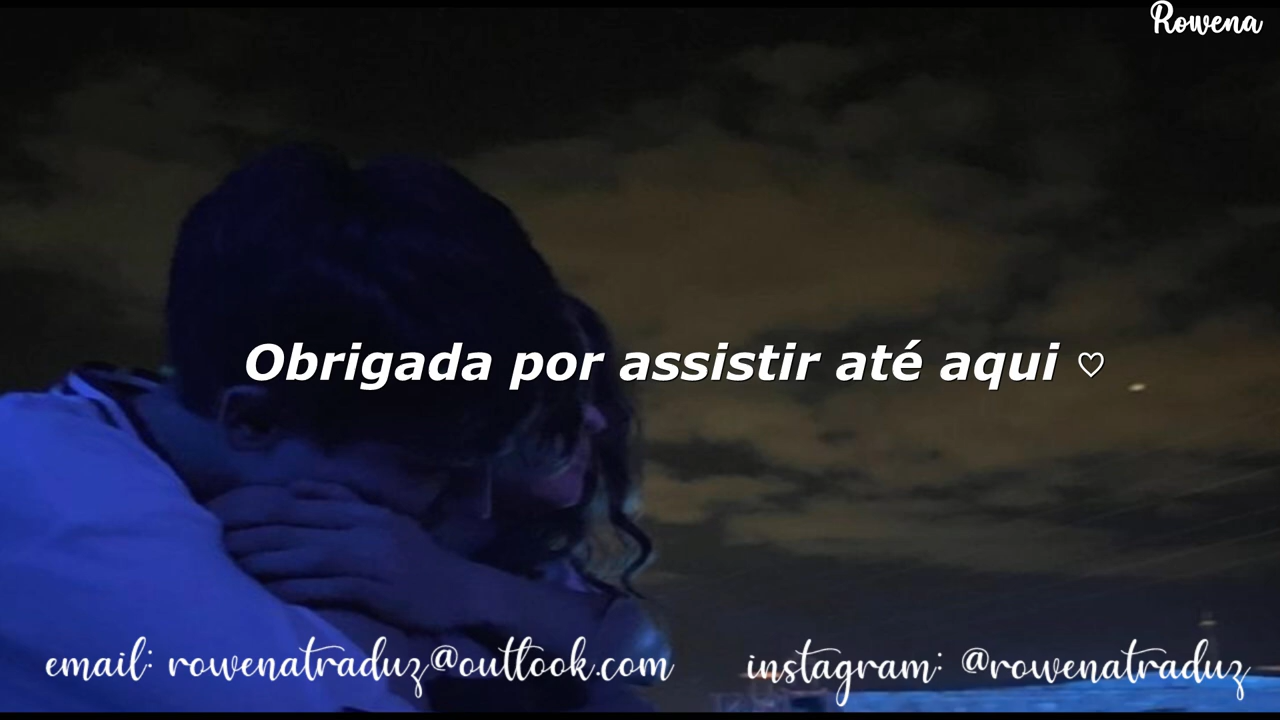 Rowena
Obrigada por assistir até aqui ♡
email: rowenatraduz@outlook.com
instagram: @rowenatraduz